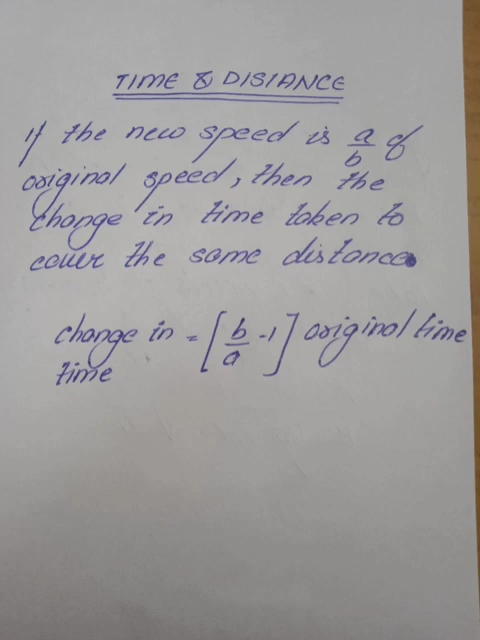 TIME & DISTANCE
if the new speed is a/b of
original speed, then the
change in time taken to
cover the same distance.
change in = [b/a - 1] original time
time